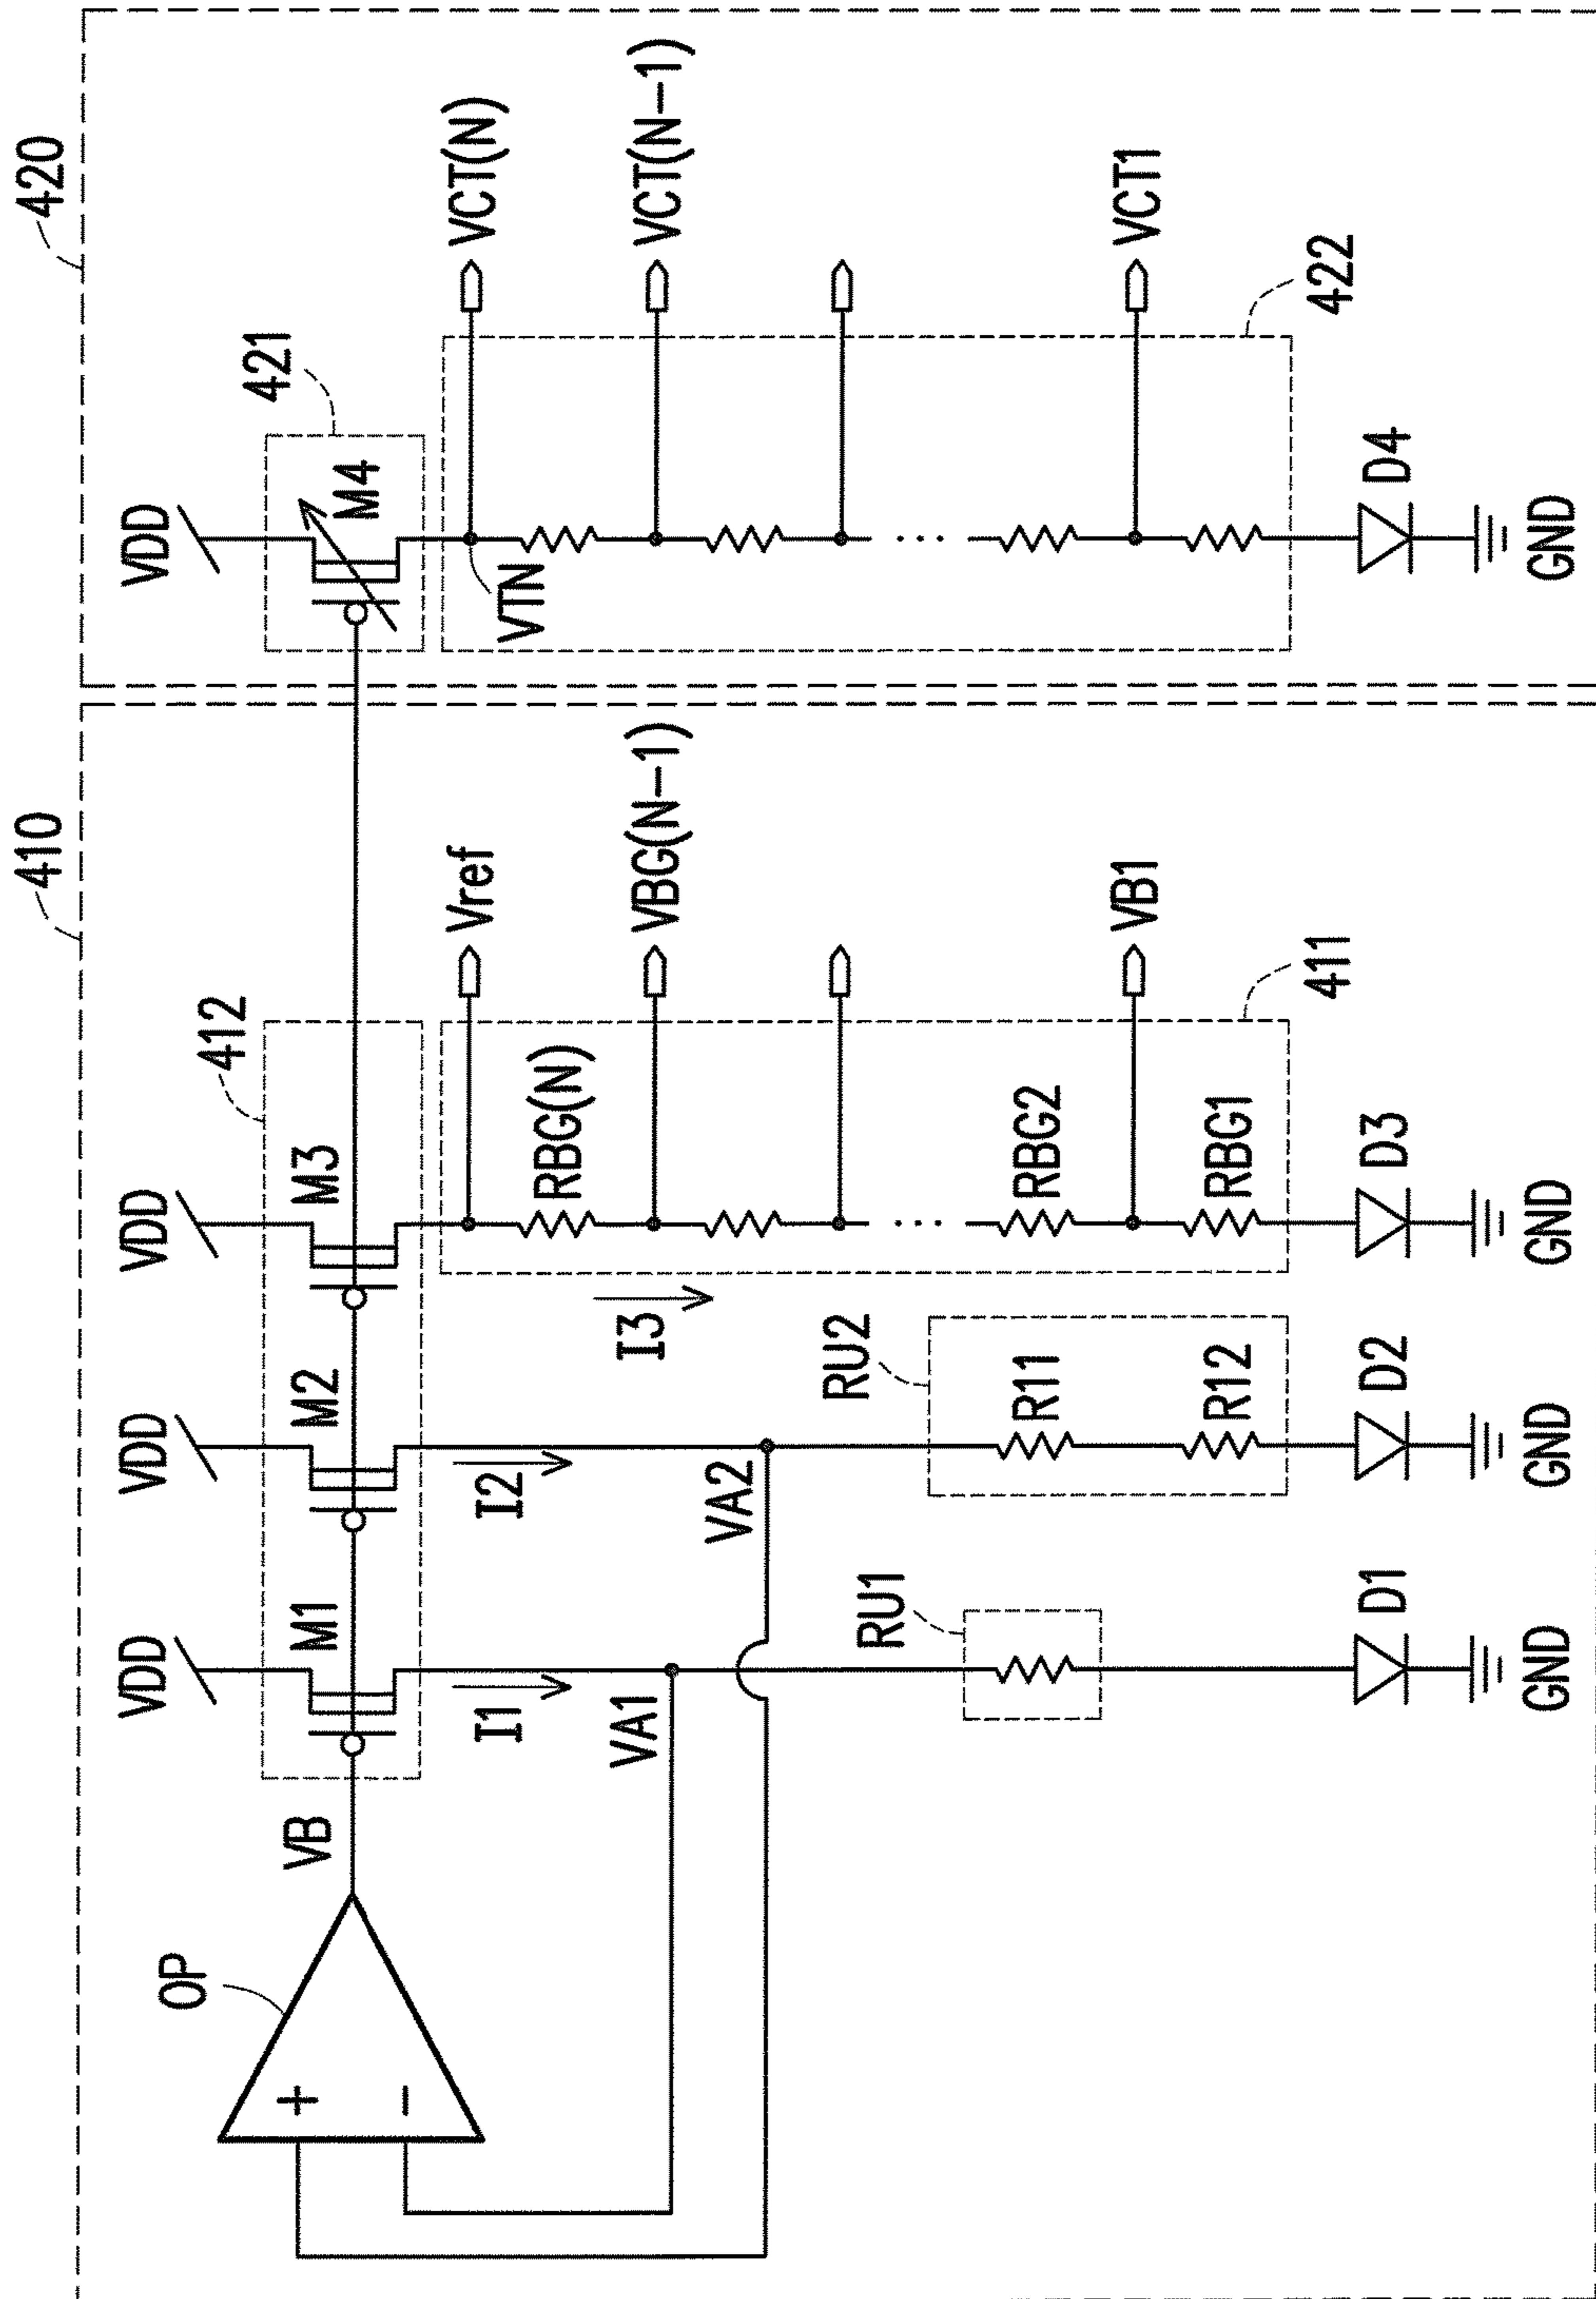 410
420
412
421
VDD
VDD
VDD
VDD
M1
M2
M3
M4
OP
+
-
VB
I1
I2
I3
VA1
VA2
Vref
VBG(N-1)
VB1
RBG(N)
RBG2
RBG1
411
RU1
RU2
R11
R12
VTN
VCT(N)
VCT(N-1)
...
...
VCT1
422
D1
D2
D3
D4
GND
GND
GND
GND